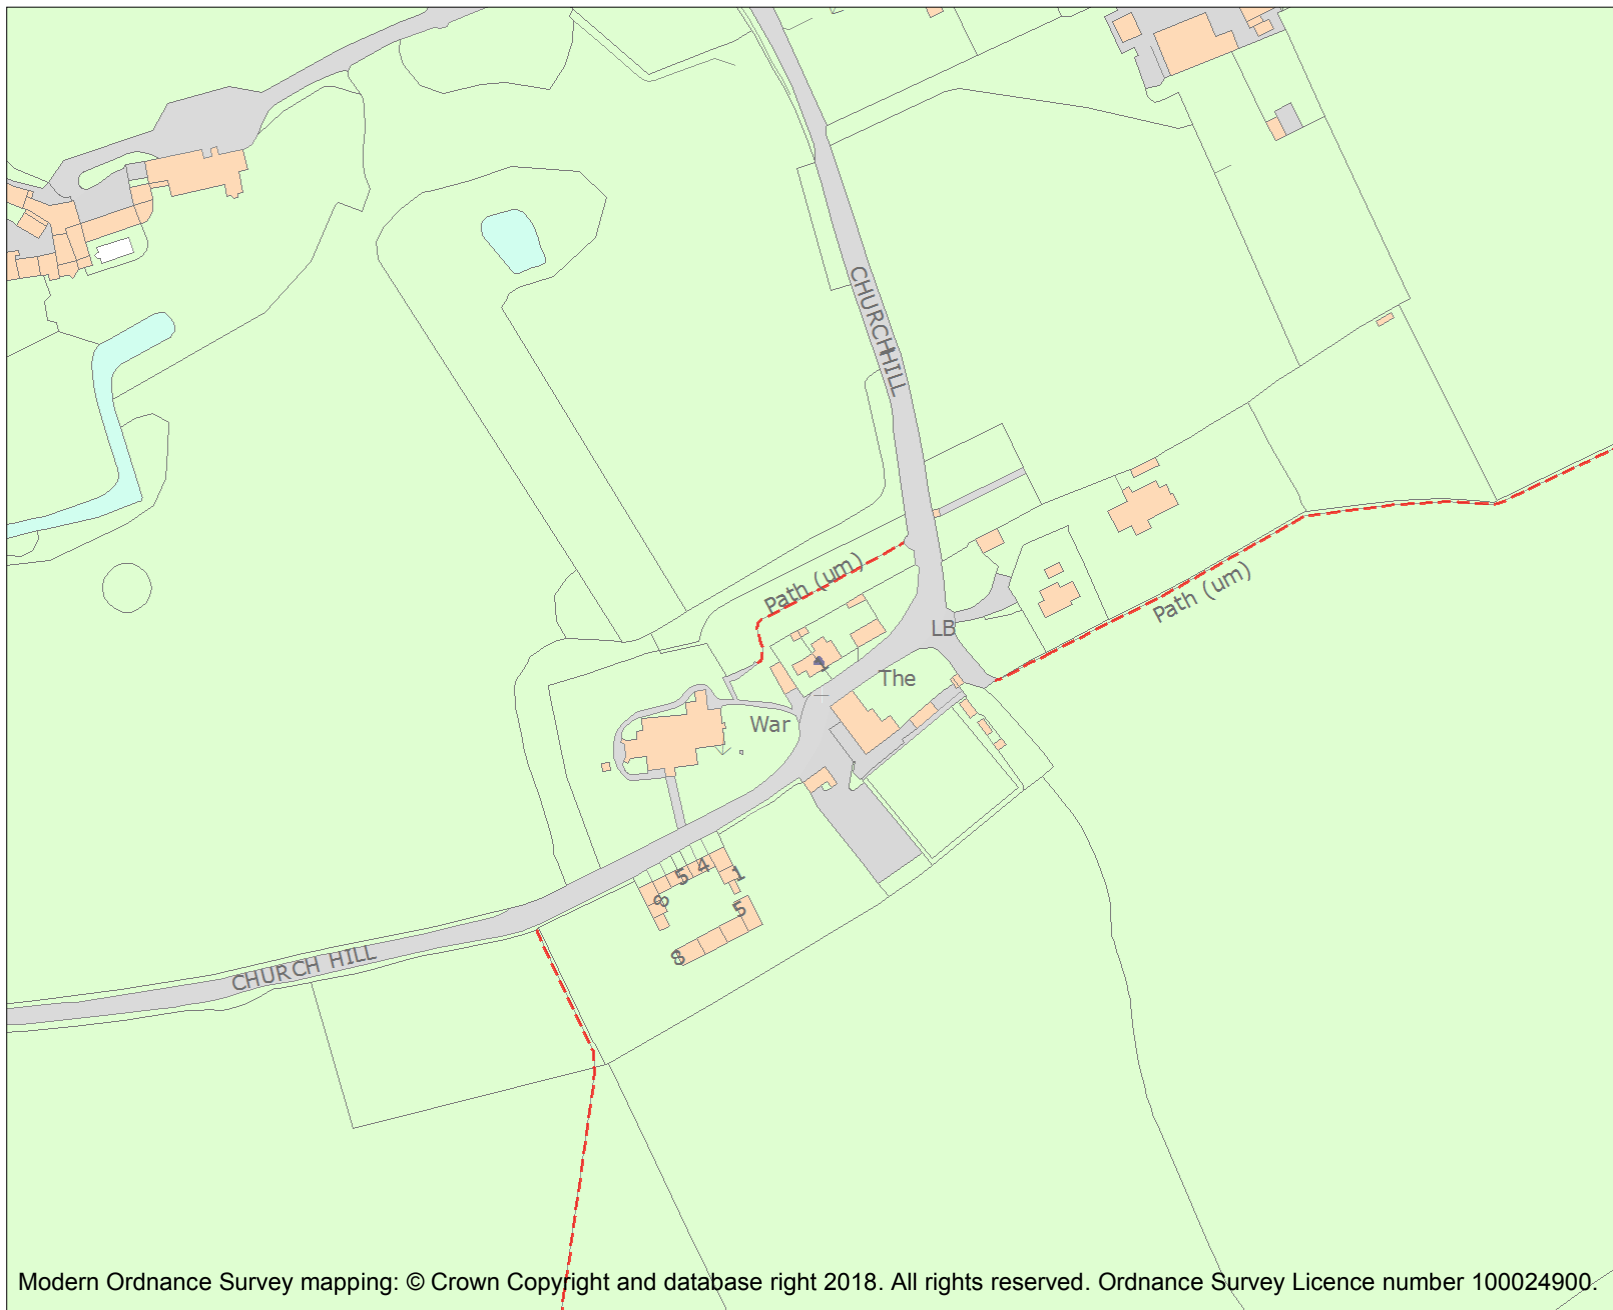 CHURCH HILL
Path (um)
Path (um)
LB
The
War
5
4
1
8
5
8
CHURCH HILL
Modern Ordnance Survey mapping: © Crown Copyright and database right 2018. All rights reserved. Ordnance Survey Licence number 100024900.